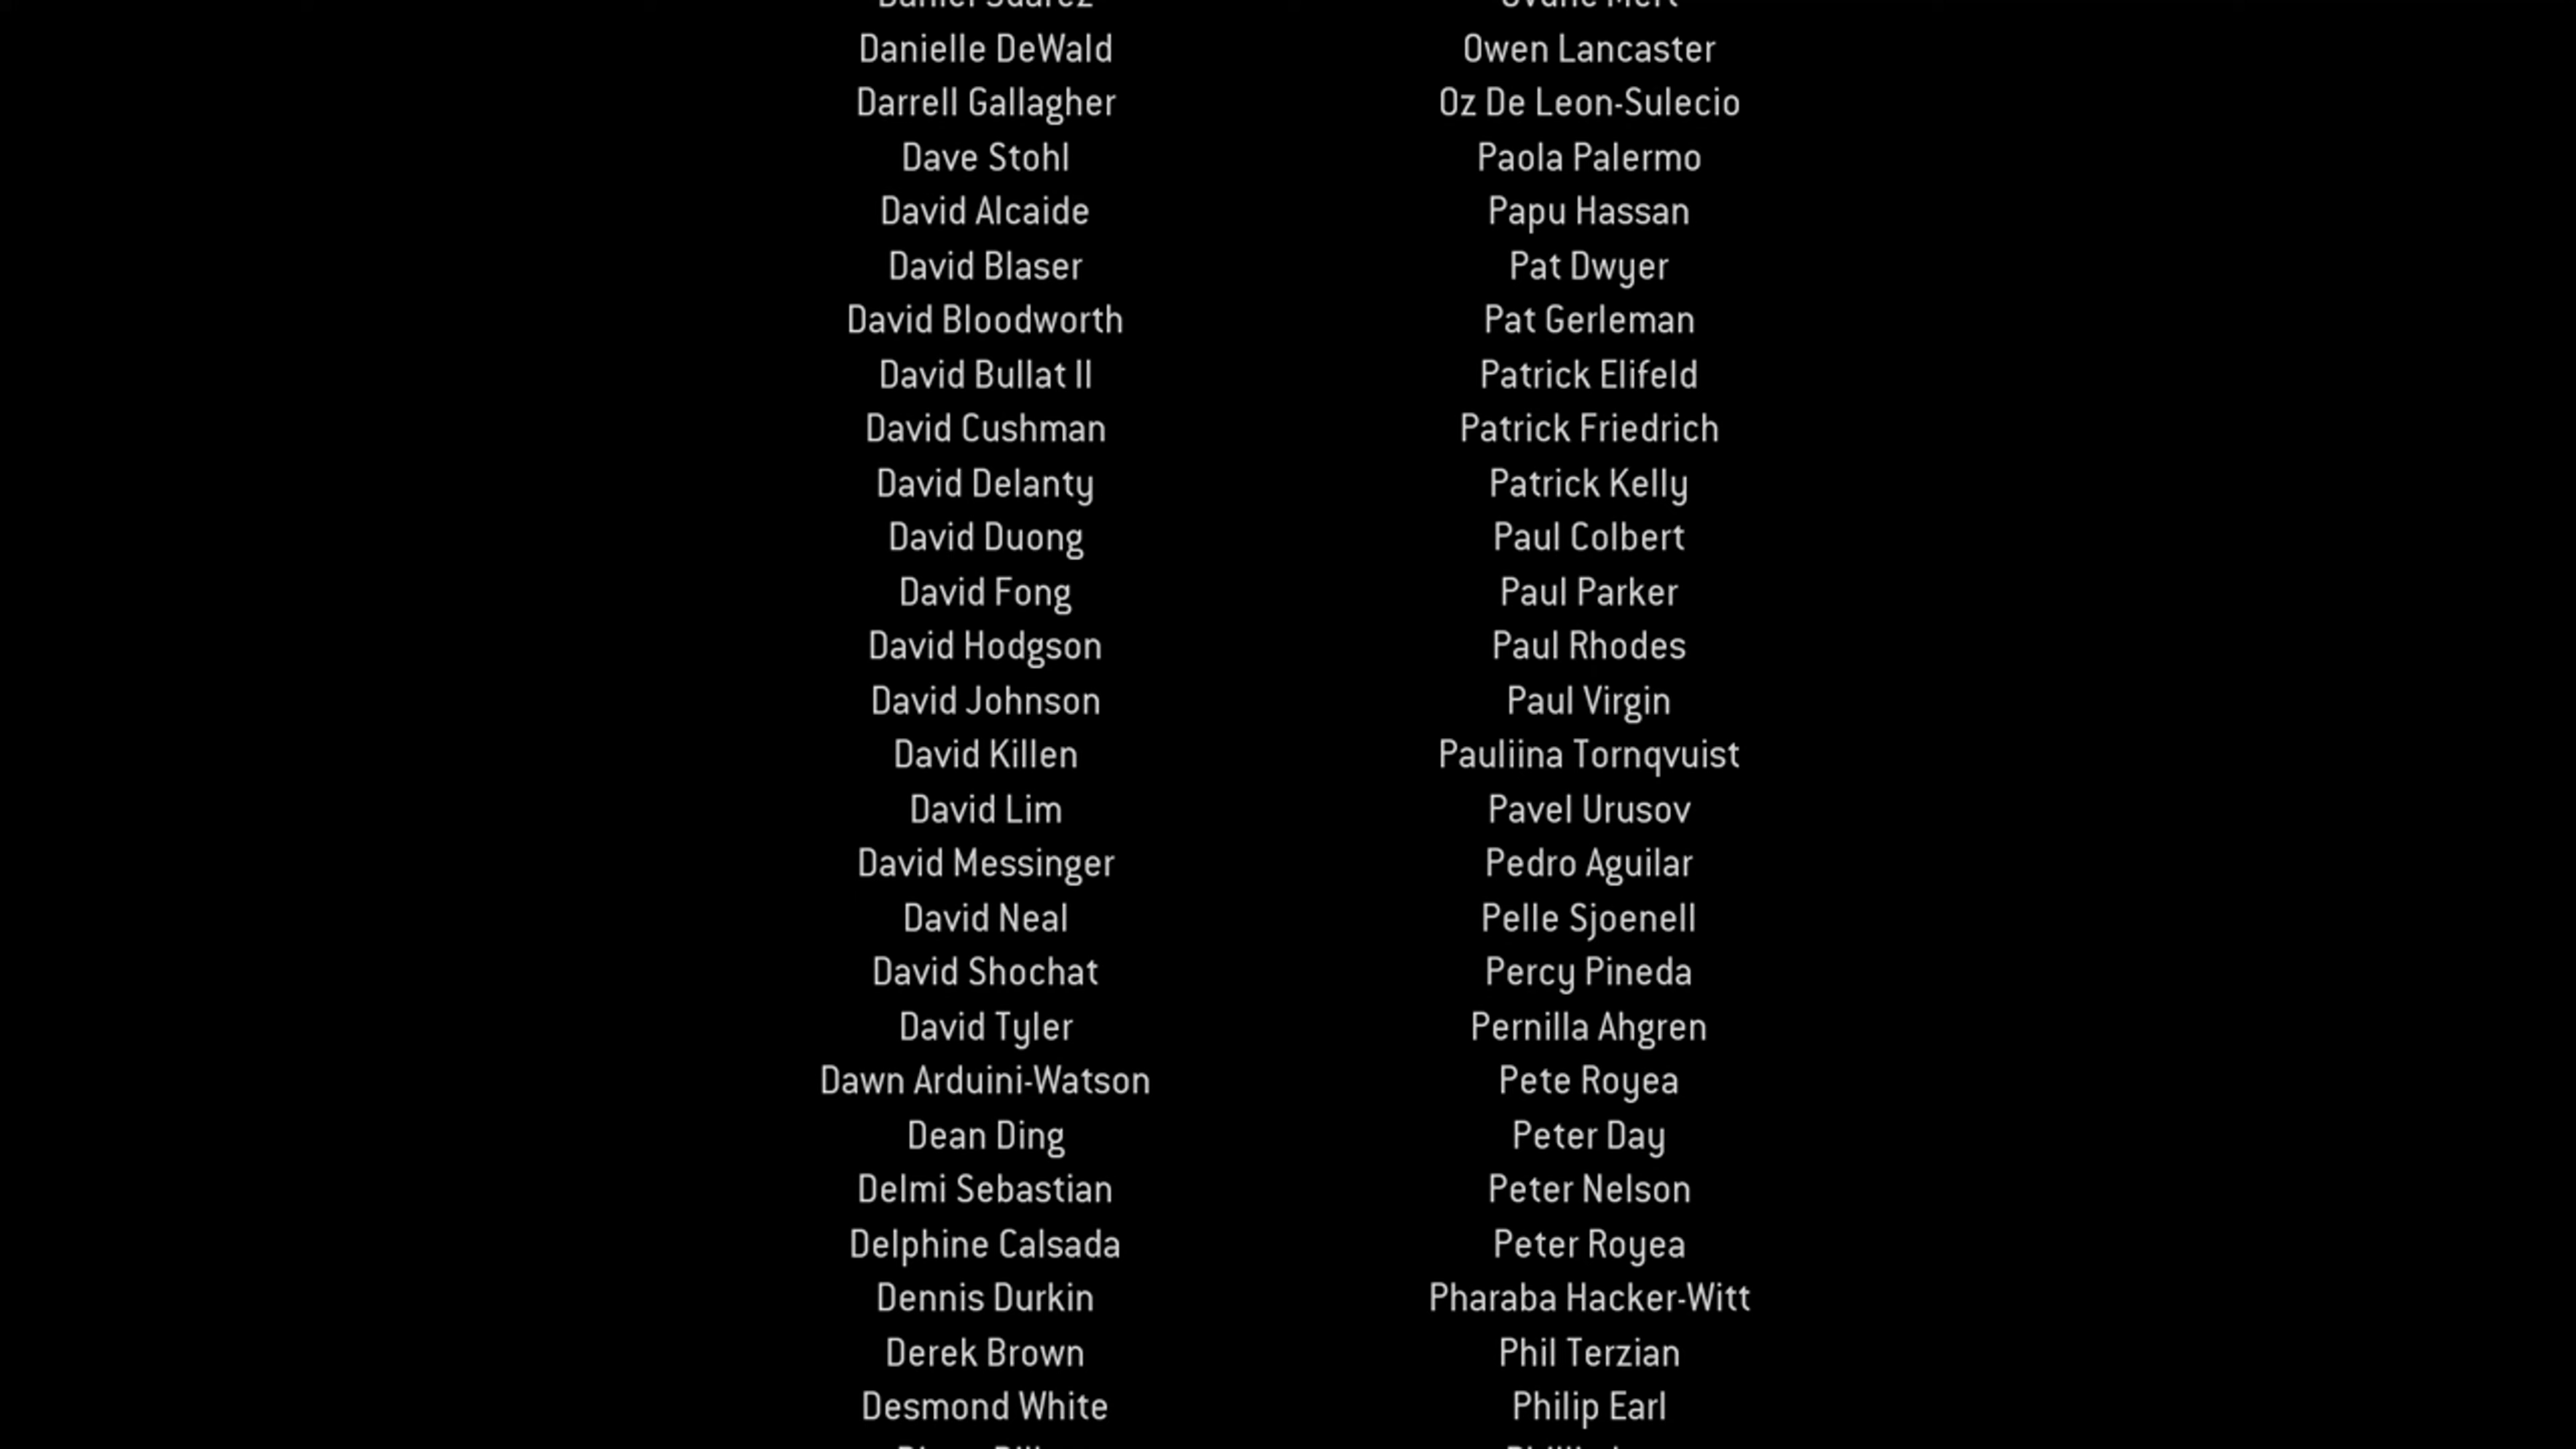 Danielle DeWald
Darrell Gallagher
Dave Stohl
David Alcaide
David Blaser
David Bloodworth
David Bullat II
David Cushman
David Delanty
David Duong
David Fong
David Hodgson
David Johnson
David Killen
David Lim
David Messinger
David Neal
David Shochat
David Tyler
Dawn Arduini-Watson
Dean Ding
Delmi Sebastian
Delphine Calsada
Dennis Durkin
Derek Brown
Desmond White
Owen Lancaster
Oz De Leon-Sulecio
Paola Palermo
Papu Hassan
Pat Dwyer
Pat Gerleman
Patrick Elifeld
Patrick Friedrich
Patrick Kelly
Paul Colbert
Paul Parker
Paul Rhodes
Paul Virgin
Pauliina Tornqvuist
Pavel Urusov
Pedro Aguilar
Pelle Sjoenell
Percy Pineda
Pernilla Ahgren
Pete Royea
Peter Day
Peter Nelson
Peter Royea
Pharaba Hacker-Witt
Phil Terzian
Philip Earl